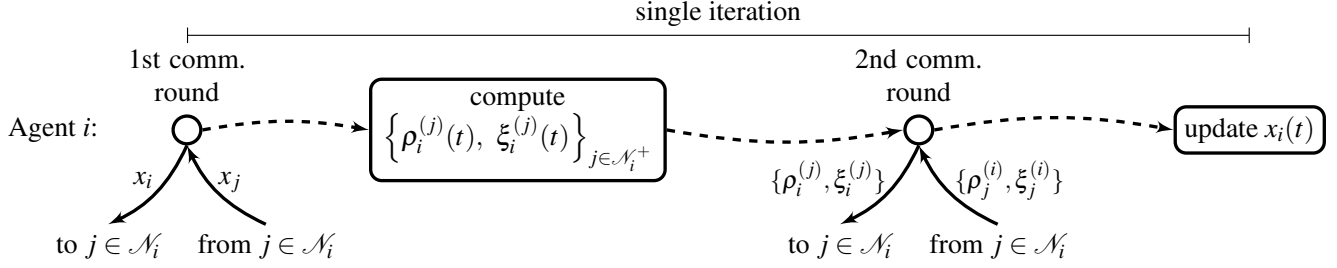 single iteration
1st comm.
round
2nd comm.
round
Agent i:
compute
{ρ_i^{(j)}(t), ξ_i^{(j)}(t)}_{j∈𝒩_i^+}
update x_i(t)
x_i
x_j
{ρ_i^{(j)}, ξ_i^{(j)}}
{ρ_j^{(i)}, ξ_j^{(i)}}
to j ∈ 𝒩_i
from j ∈ 𝒩_i
to j ∈ 𝒩_i
from j ∈ 𝒩_i